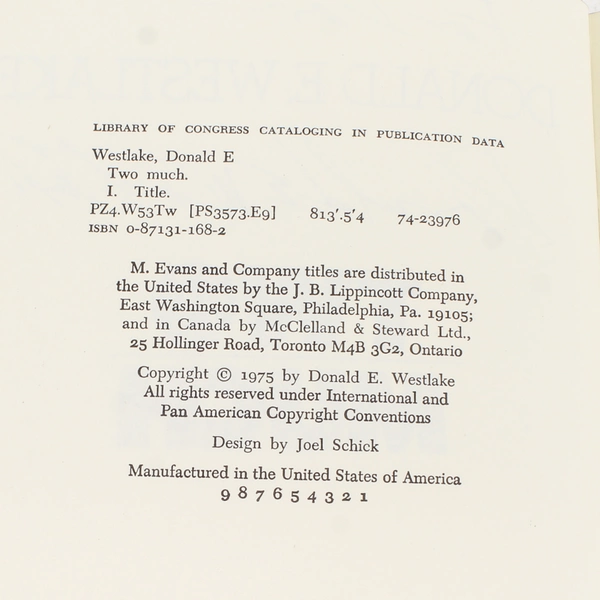 LIBRARY OF CONGRESS CATALOGING IN PUBLICATION DATA
Westlake, Donald E
Two much.
I. Title.
PZ4.W53Tw [PS3573.E9] 813'.5'4 74-23976
ISBN 0-87131-168-2
M. Evans and Company titles are distributed in
the United States by the J. B. Lippincott Company,
East Washington Square, Philadelphia, Pa. 19105;
and in Canada by McClelland & Steward Ltd.,
25 Hollinger Road, Toronto M4B 3G2, Ontario
Copyright © 1975 by Donald E. Westlake
All rights reserved under International and
Pan American Copyright Conventions
Design by Joel Schick
Manufactured in the United States of America
9 8 7 6 5 4 3 2 1